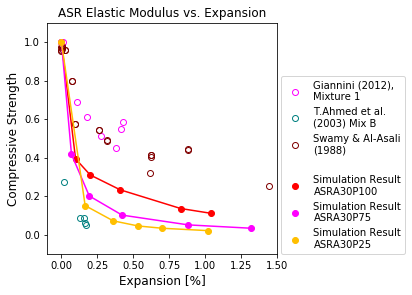 ASR Elastic Modulus vs. Expansion
Compressive Strength
1.0
0.8
0.6
0.4
0.2
0.0
0.00 0.25 0.50 0.75 1.00 1.25 1.50
Expansion [%]
Giannini (2012),
Mixture 1
T.Ahmed et al.
(2003) Mix B
Swamy & Al-Asali
(1988)
Simulation Result
ASRA30P100
Simulation Result
ASRA30P75
Simulation Result
ASRA30P25